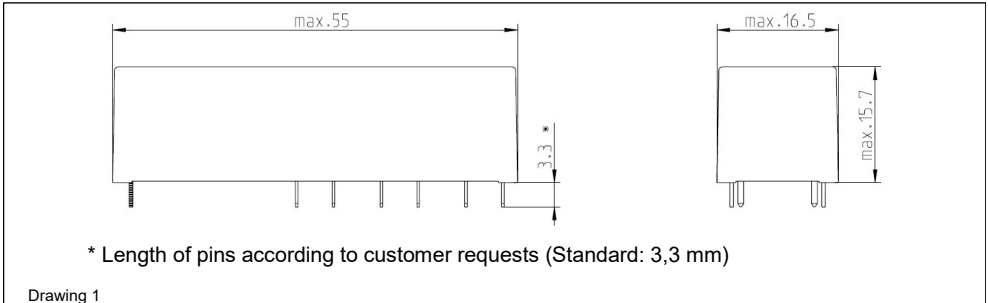 max.55
max.16.5
3.3 *
max.15.7
* Length of pins according to customer requests (Standard: 3,3 mm)
Drawing 1